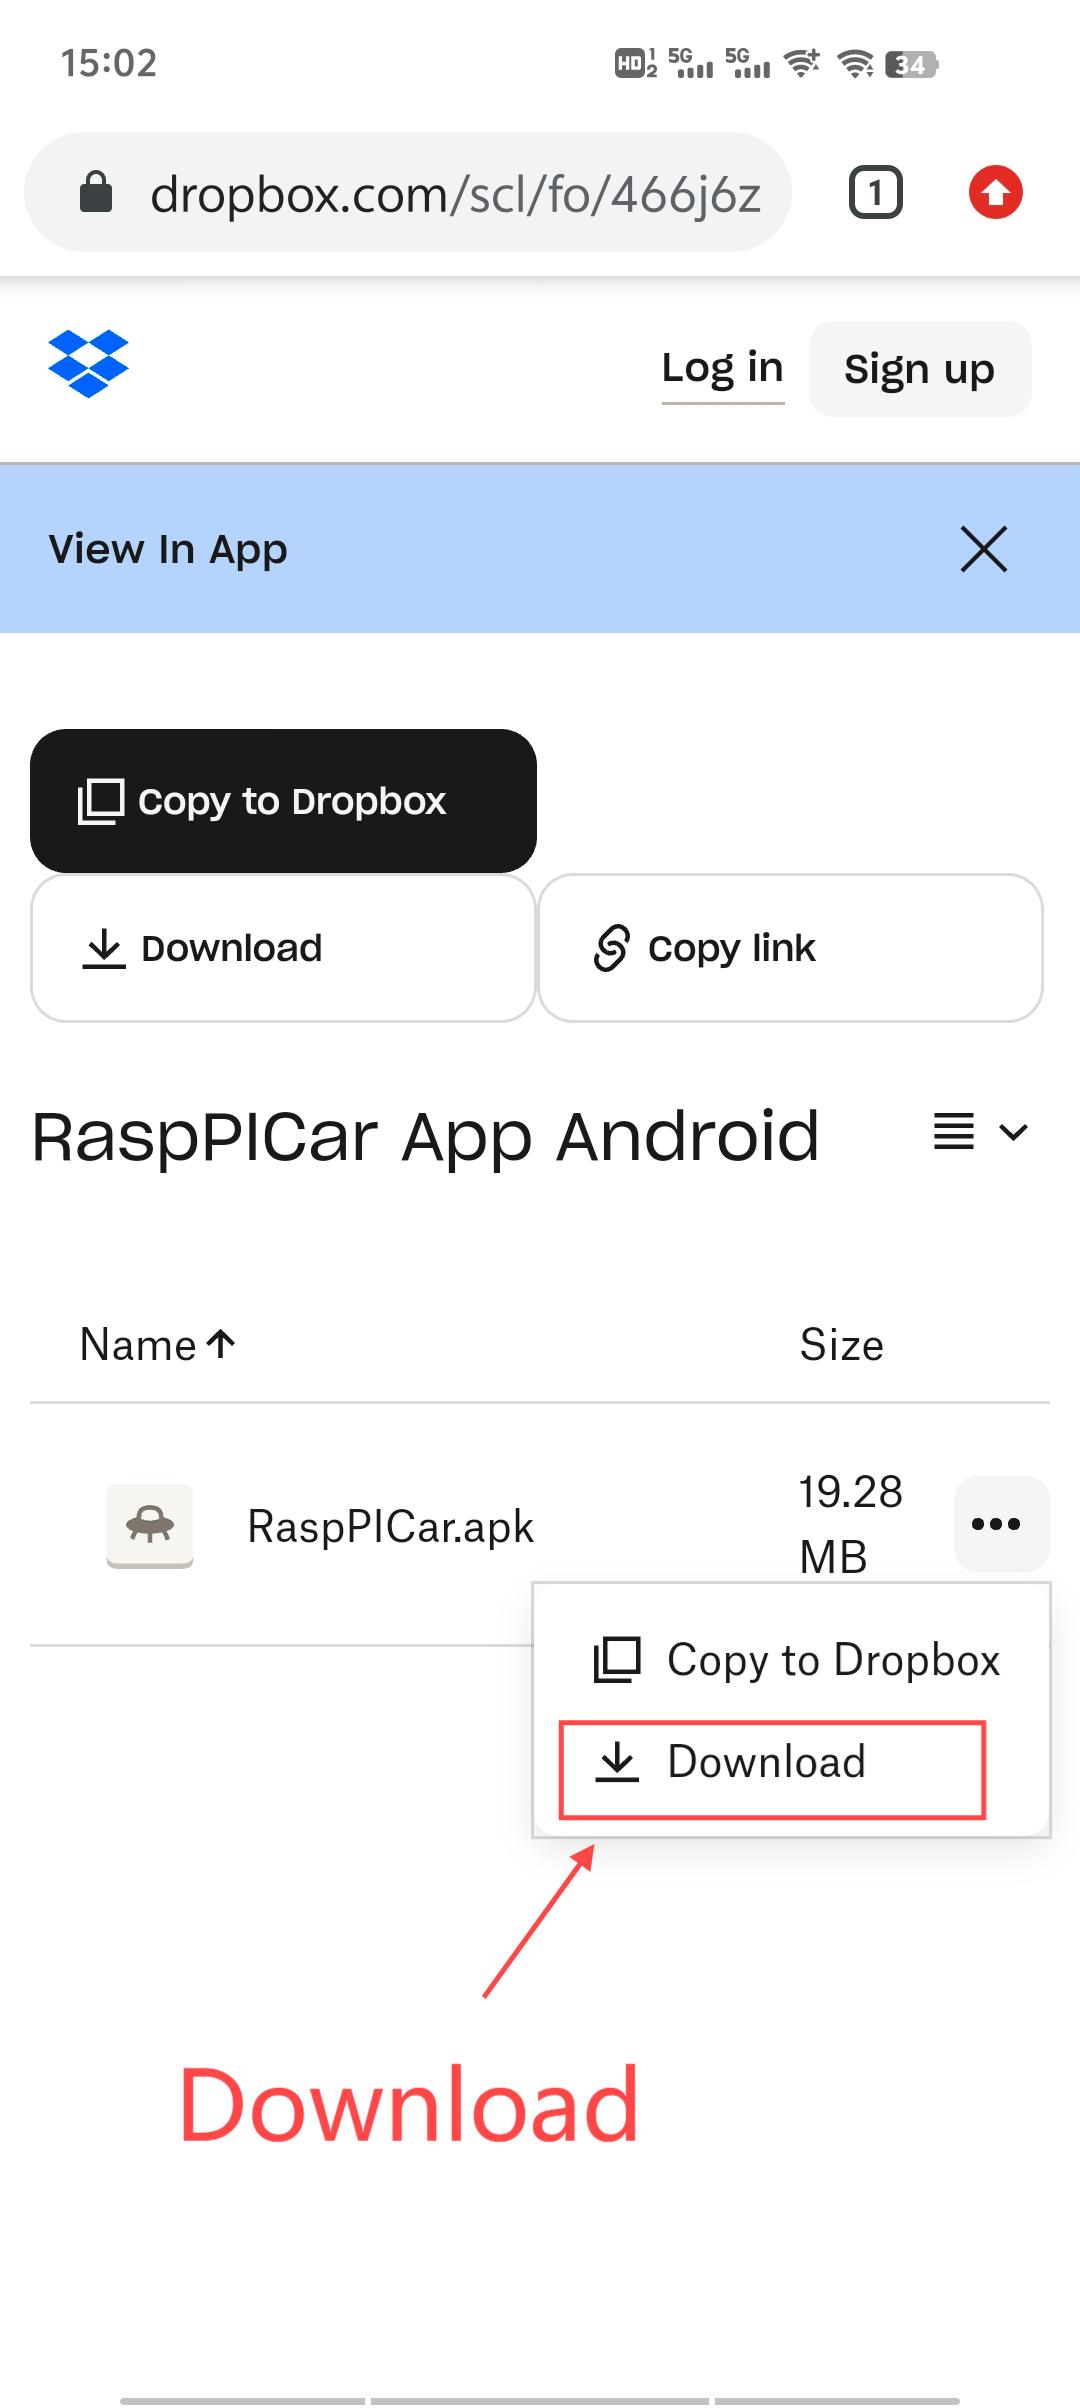 15:02
HD 1 2 5G 5G 34
dropbox.com/scl/fo/466j6z
1
Log in
Sign up
View In App
Copy to Dropbox
Download
Copy link
RaspPICar App Android
Name
Size
RaspPICar.apk
19.28
MB
Copy to Dropbox
Download
Download